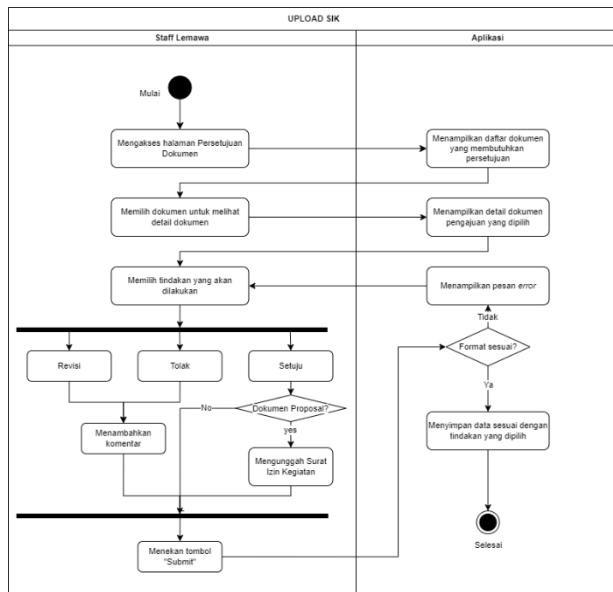 UPLOAD SIK
Staff Lemawa
Aplikasi
Mulai
Mengakses halaman Persetujuan
Dokumen
Menampilkan daftar dokumen
yang membutuhkan
persetujuan
Memilih dokumen untuk melihat
detail dokumen
Menampilkan detail dokumen
pengajuan yang dipilih
Memilih tindakan yang akan
dilakukan
Menampilkan pesan error
Tidak
Format sesuai?
Ya
Revisi
Tolak
Setuju
No
Dokumen Proposal?
yes
Menambahkan
komentar
Mengunggah Surat
Izin Kegiatan
Menyimpan data sesuai dengan
tindakan yang dipilih
Menekan tombol
"Submit"
Selesai